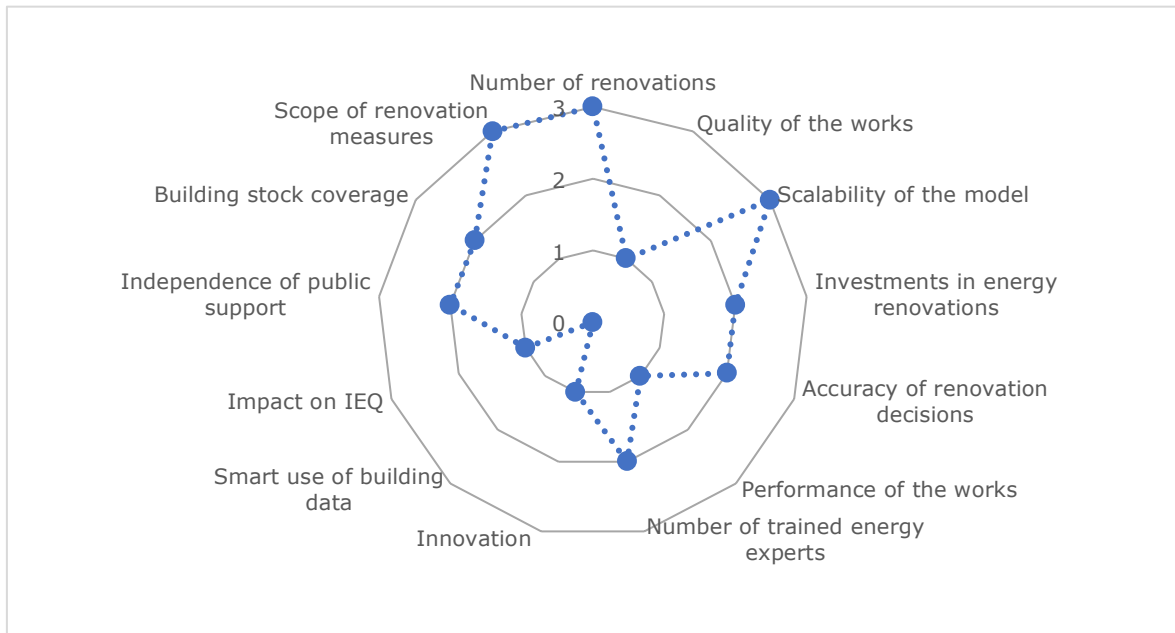 Number of renovations
Quality of the works
Scalability of the model
Investments in energy
renovations
Accuracy of renovation
decisions
Performance of the works
Number of trained energy
experts
Innovation
Smart use of building
data
Impact on IEQ
Independence of public
support
Building stock coverage
Scope of renovation
measures
3
2
1
0